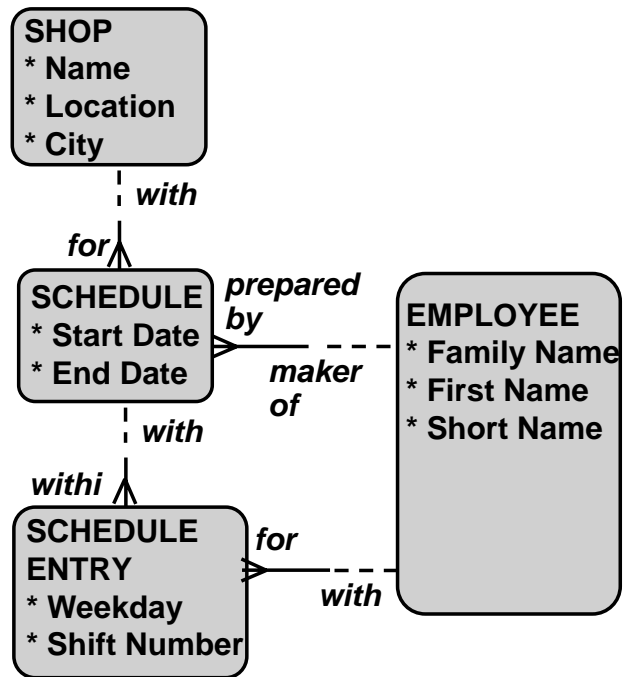 SHOP
* Name
* Location
* City
with
for
SCHEDULE
* Start Date
* End Date
prepared
by
maker
of
EMPLOYEE
* Family Name
* First Name
* Short Name
with
withi
SCHEDULE
ENTRY
* Weekday
* Shift Number
for
with